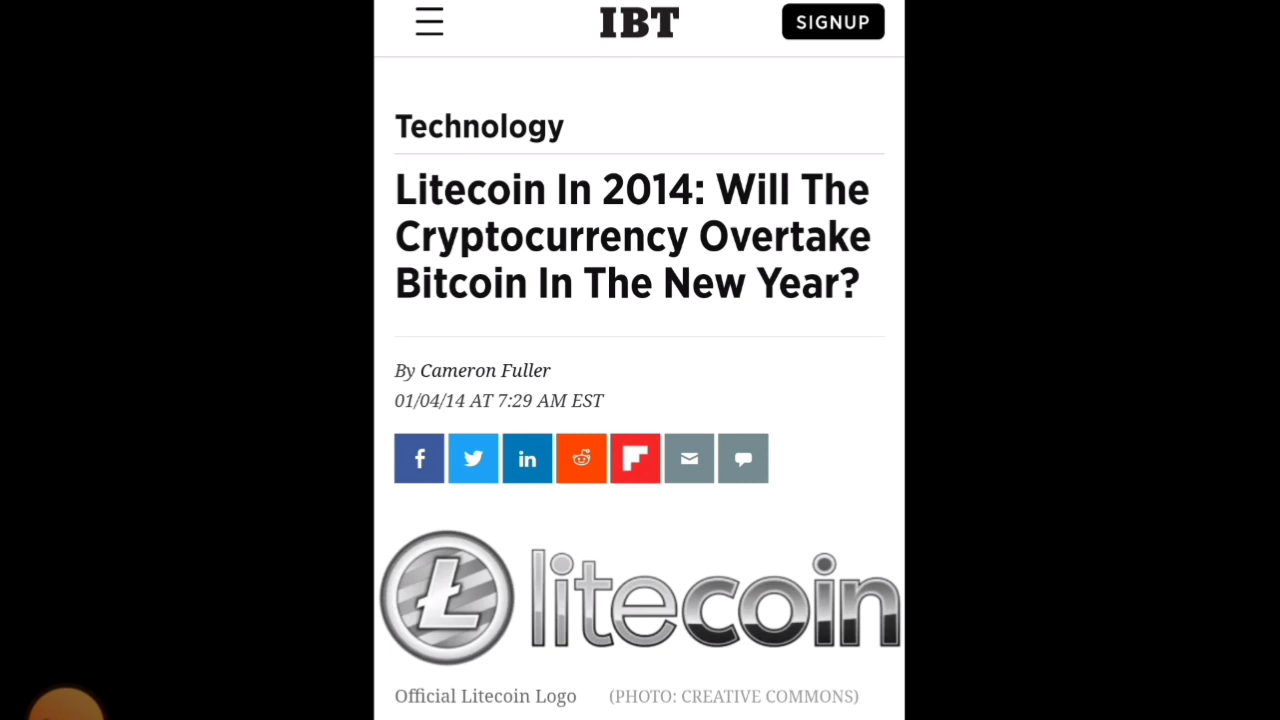 IBT
SIGNUP
Technology
Litecoin In 2014: Will The
Cryptocurrency Overtake
Bitcoin In The New Year?
By Cameron Fuller
01/04/14 AT 7:29 AM EST
f
in
Ł litecoin
Official Litecoin Logo (PHOTO: CREATIVE COMMONS)